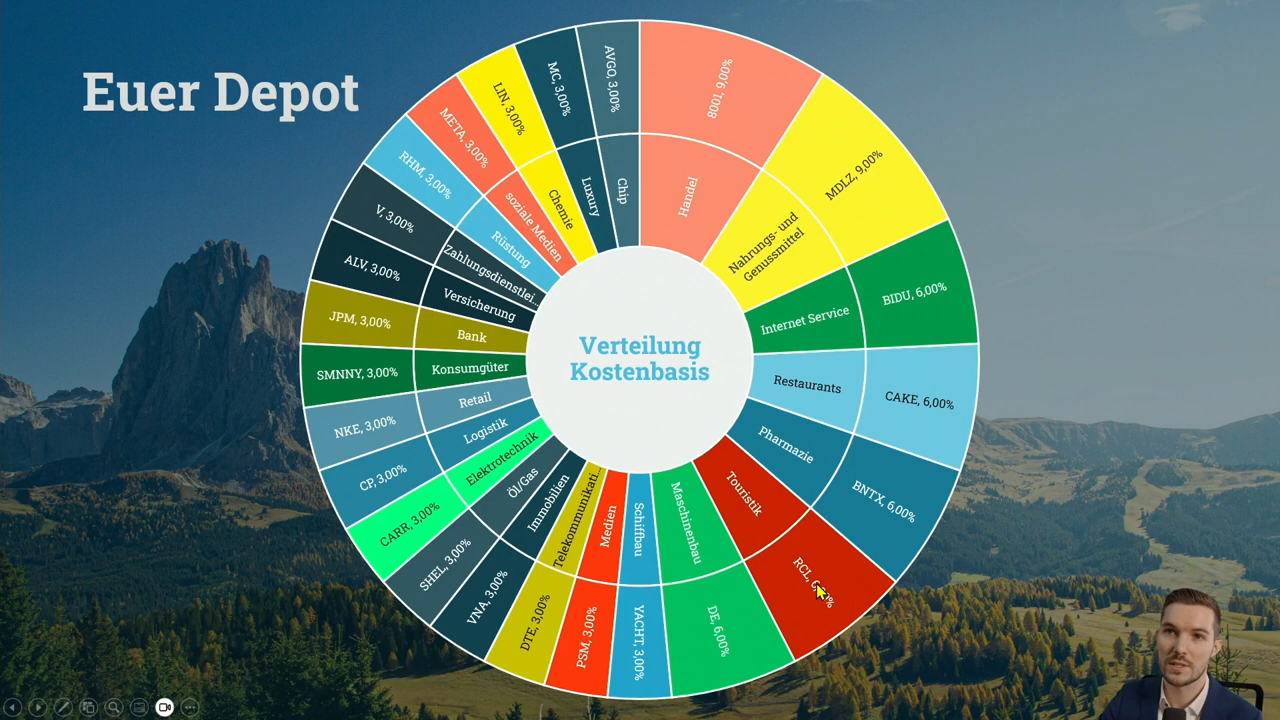 Euer Depot
Verteilung
Kostenbasis
8001, 9,00%
Handel
MDLZ, 9,00%
Nahrungs- und
Genussmittel
BIDU, 6,00%
Internet Service
CAKE, 6,00%
Restaurants
BNTX, 6,00%
Pharmazie
RCL,
Touristik
DE, 6,00%
Maschinenbau
YACHT, 3,00%
Schiffbau
PSM, 3,00%
Medien
DTE, 3,00%
Telekommunikati...
VNA, 3,00%
Immobilien
SHEL, 3,00%
Öl/Gas
CARR, 3,00%
Elektrotechnik
CP, 3,00%
Logistik
NKE, 3,00%
Retail
SMNNY, 3,00%
Konsumgüter
JPM, 3,00%
Bank
ALV, 3,00%
Versicherung
V, 3,00%
Zahlungsdienstlei...
RHM, 3,00%
Rüstung
META, 3,00%
soziale Medien
LIN, 3,00%
Chemie
MC, 3,00%
Luxury
AVGO, 3,00%
Chip